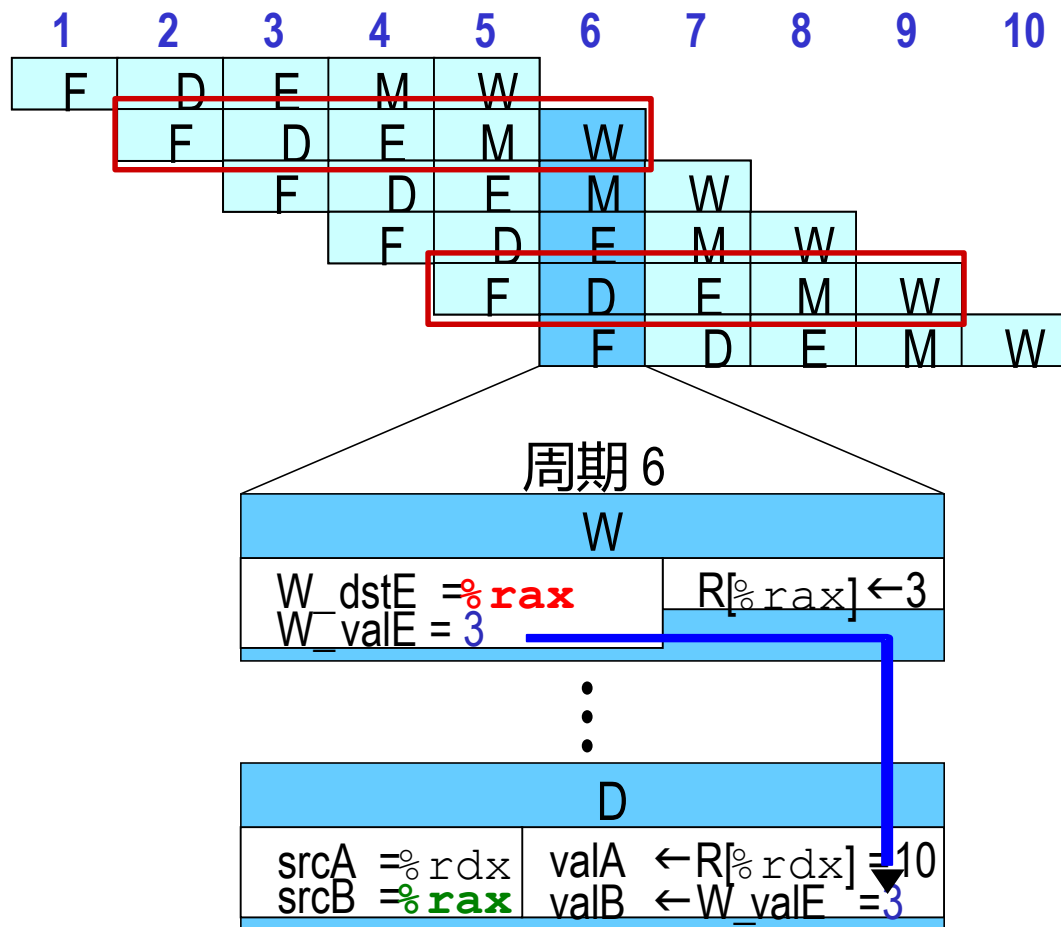 1 2 3 4 5 6 7 8 9 10
F D E M W
F D E M W
F D E M W
F D E M W
F D E M W
F D E M W
周期 6
W
W_dstE =%rax R[%rax]←3
W_valE = 3
D
srcA =%rdx valA ←R[%rdx] =10
srcB =%rax valB ←W_valE =3